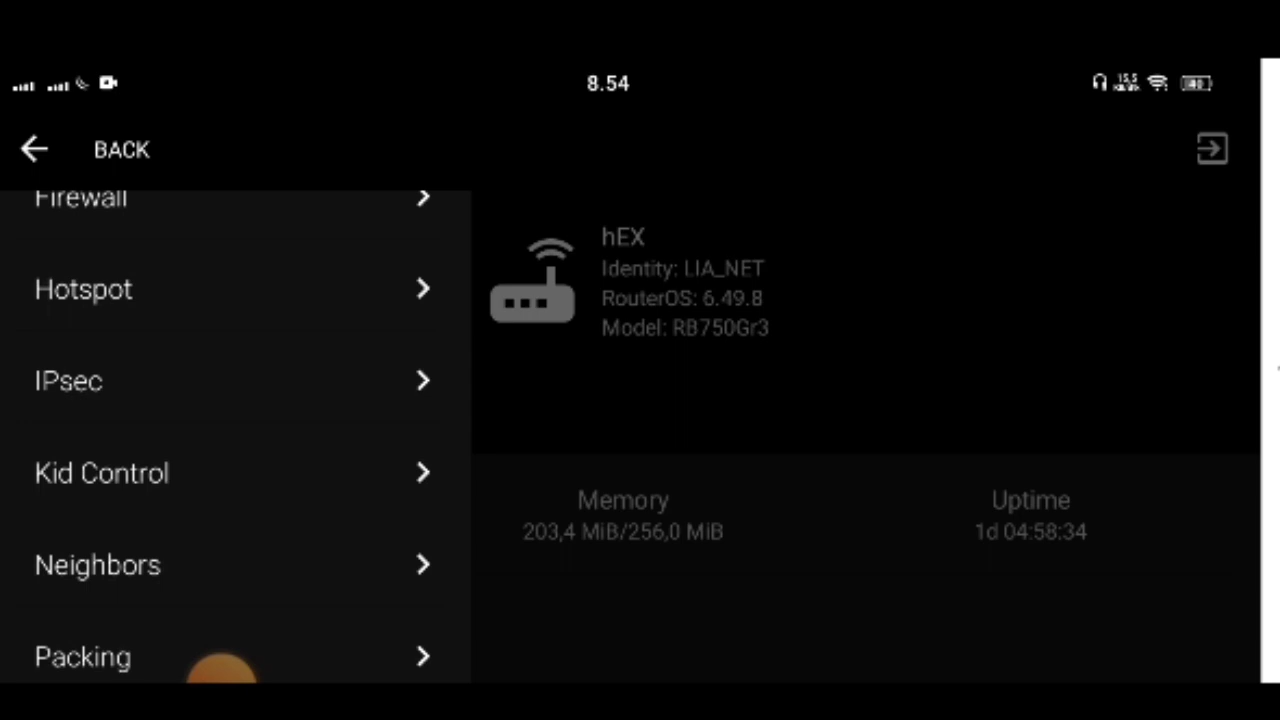 8.54
BACK
Firewall
Hotspot
IPsec
Kid Control
Neighbors
Packing
hEX
Identity: LIA_NET
RouterOS: 6.49.8
Model: RB750Gr3
Memory
203,4 MiB/256,0 MiB
Uptime
1d 04:58:34